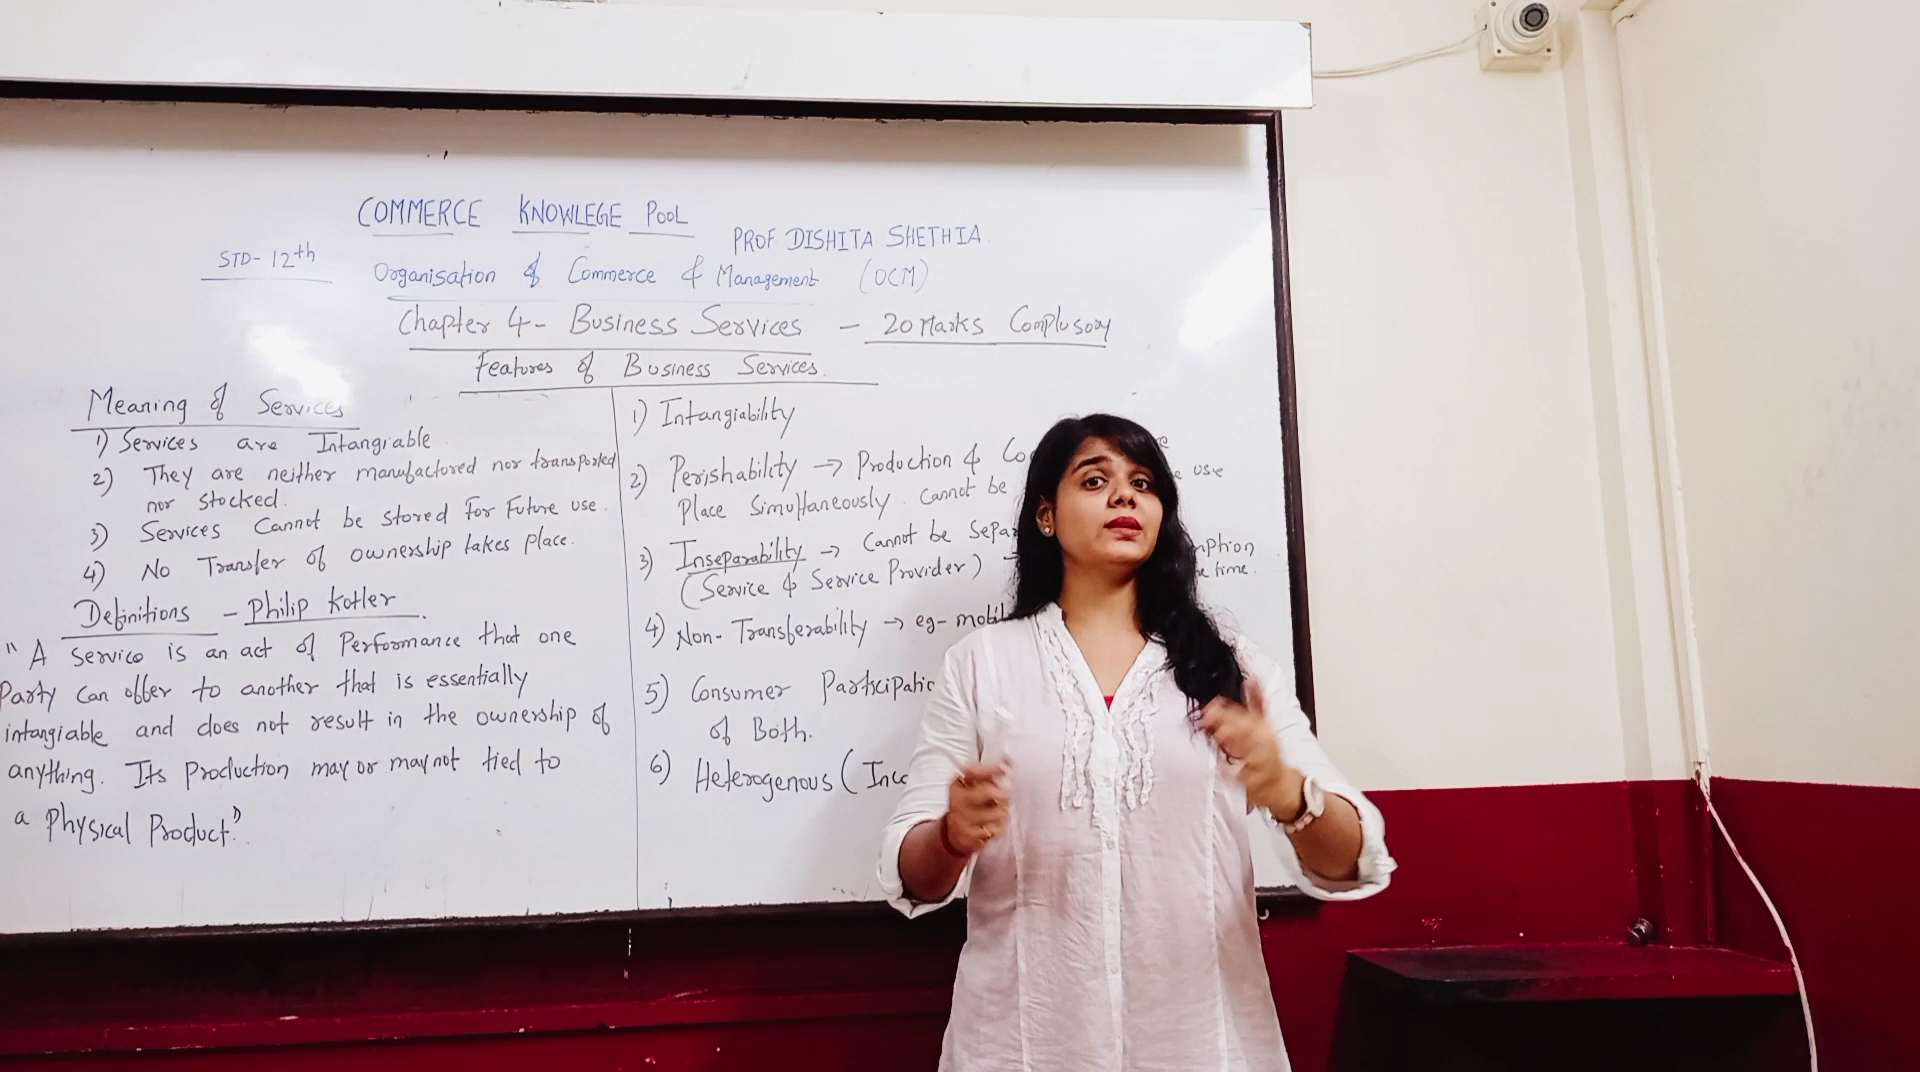 COMMERCE KNOWLEGE POOL
PROF DISHITA SHETHIA
STD- 12th
Organisation of Commerce & Management (OCM)
Chapter 4- Business Services - 20 Marks Complusory
Features of Business Services.
Meaning of Services
1) Services are Intangiable
2) They are neither manufactured nor transported
nor stocked.
3) Services Cannot be stored for Future use.
4) No Transfer of ownership takes place.
Definitions - Philip Kotler
"A service is an act of Performance that one
Party can offer to another that is essentially
intangiable and does not result in the ownership of
anything. Its production may or may not tied to
a Physical Product."
1) Intangiability
2) Perishability → Production & Co
Place Simultaneously. Cannot be use
3) Inseparability → Cannot be Sepa
(Service & Service Provider) → mption
time.
4) Non-Transferability → eg- mobil
5) Consumer Participatio
of Both.
6) Heterogenous (Inco